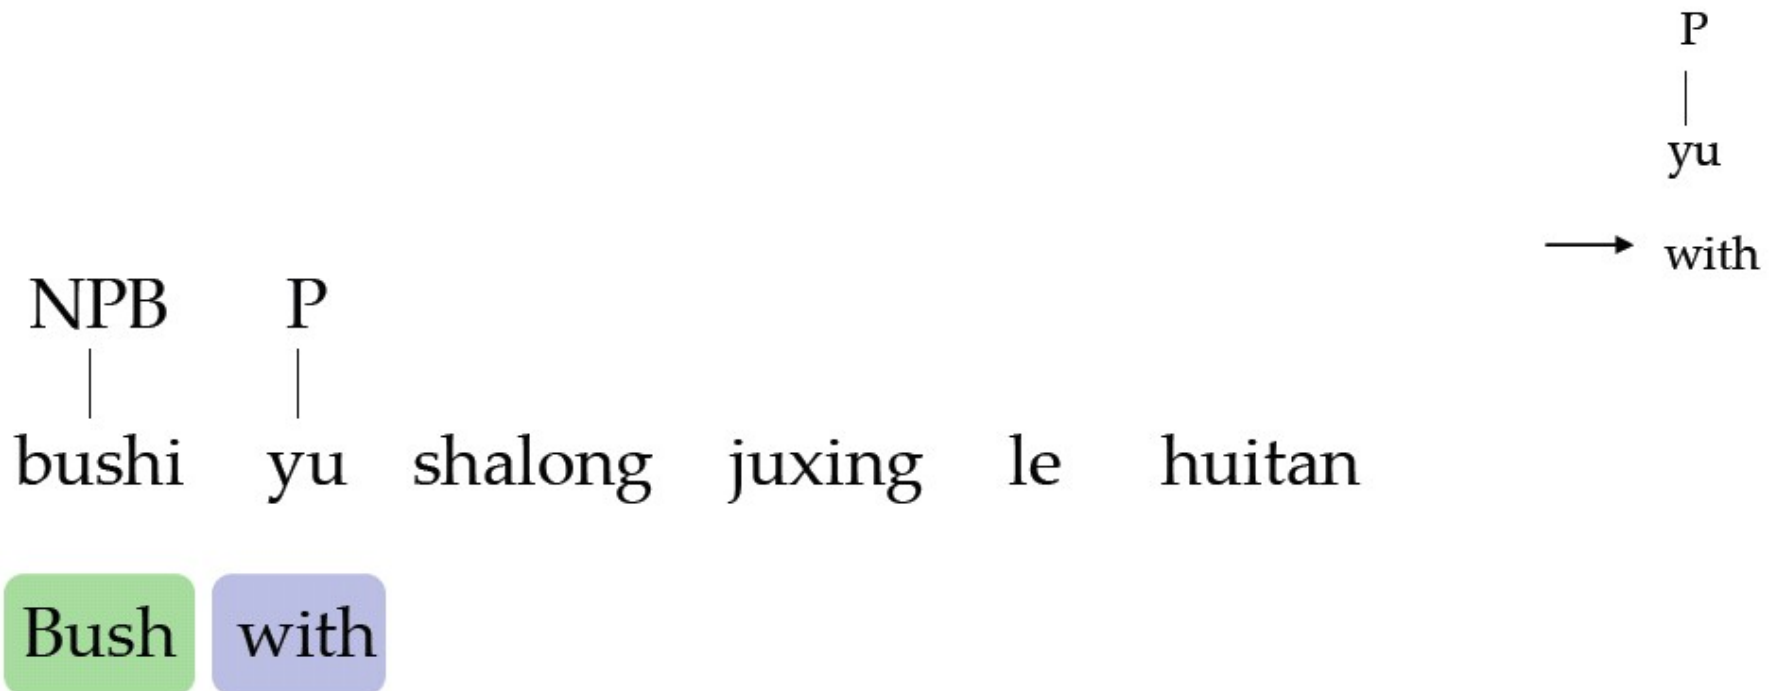 P
yu
→ with
NPB P
bushi yu shalong juxing le huitan
Bush with